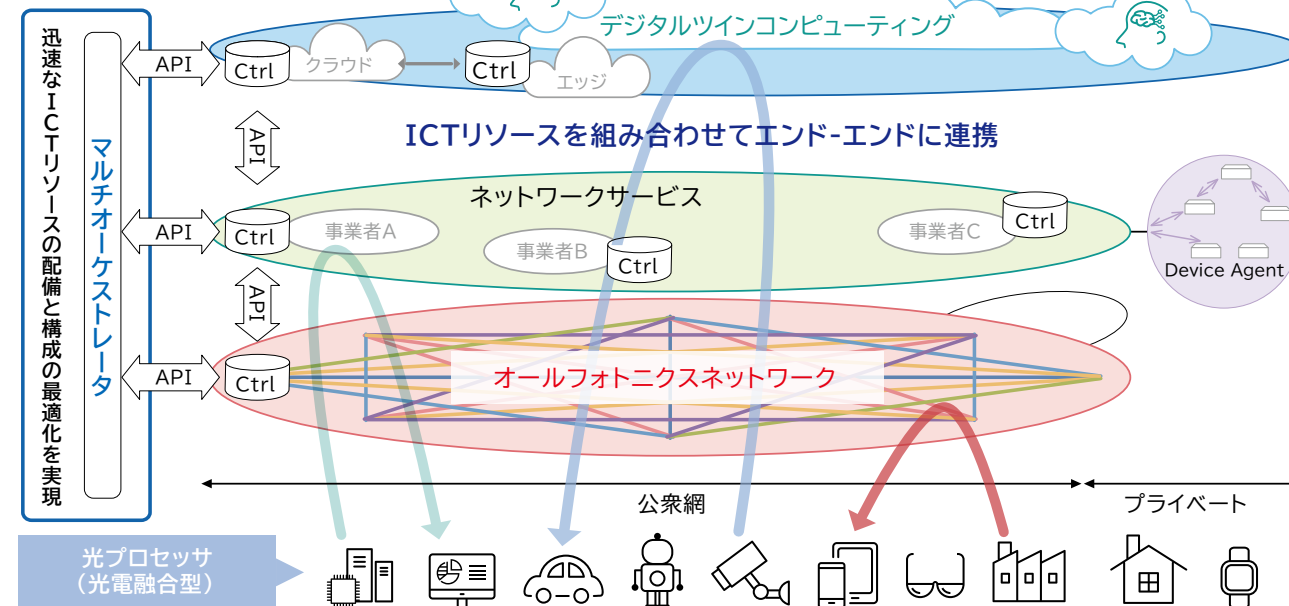 迅速なICTリソースの配備と構成の最適化を実現
マルチオーケストレータ
デジタルツインコンピューティング
API
Ctrl
クラウド
Ctrl
エッジ
API
ICTリソースを組み合わせてエンド-エンドに連携
ネットワークサービス
API
Ctrl
事業者A
事業者B
Ctrl
事業者C
Ctrl
Device Agent
API
API
Ctrl
オールフォトニクスネットワーク
公衆網
プライベート
光プロセッサ
（光電融合型）